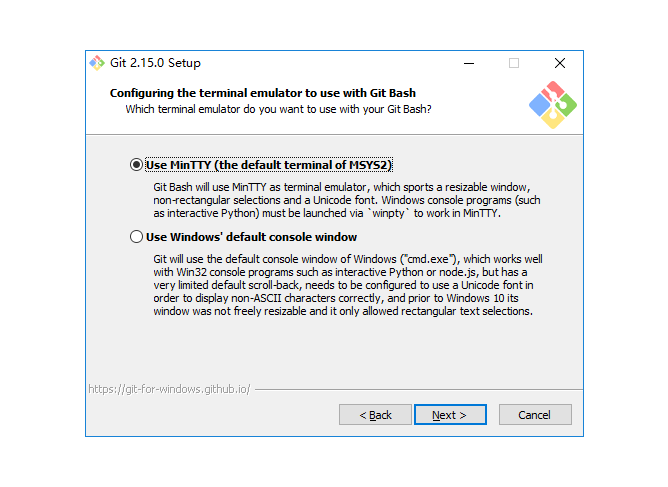 Git 2.15.0 Setup
Configuring the terminal emulator to use with Git Bash
Which terminal emulator do you want to use with your Git Bash?
Use MinTTY (the default terminal of MSYS2)
Git Bash will use MinTTY as terminal emulator, which sports a resizable window,
non-rectangular selections and a Unicode font. Windows console programs (such
as interactive Python) must be launched via `winpty` to work in MinTTY.
Use Windows' default console window
Git will use the default console window of Windows ("cmd.exe"), which works well
with Win32 console programs such as interactive Python or node.js, but has a
very limited default scroll-back, needs to be configured to use a Unicode font in
order to display non-ASCII characters correctly, and prior to Windows 10 its
window was not freely resizable and it only allowed rectangular text selections.
https://git-for-windows.github.io/
< Back
Next >
Cancel